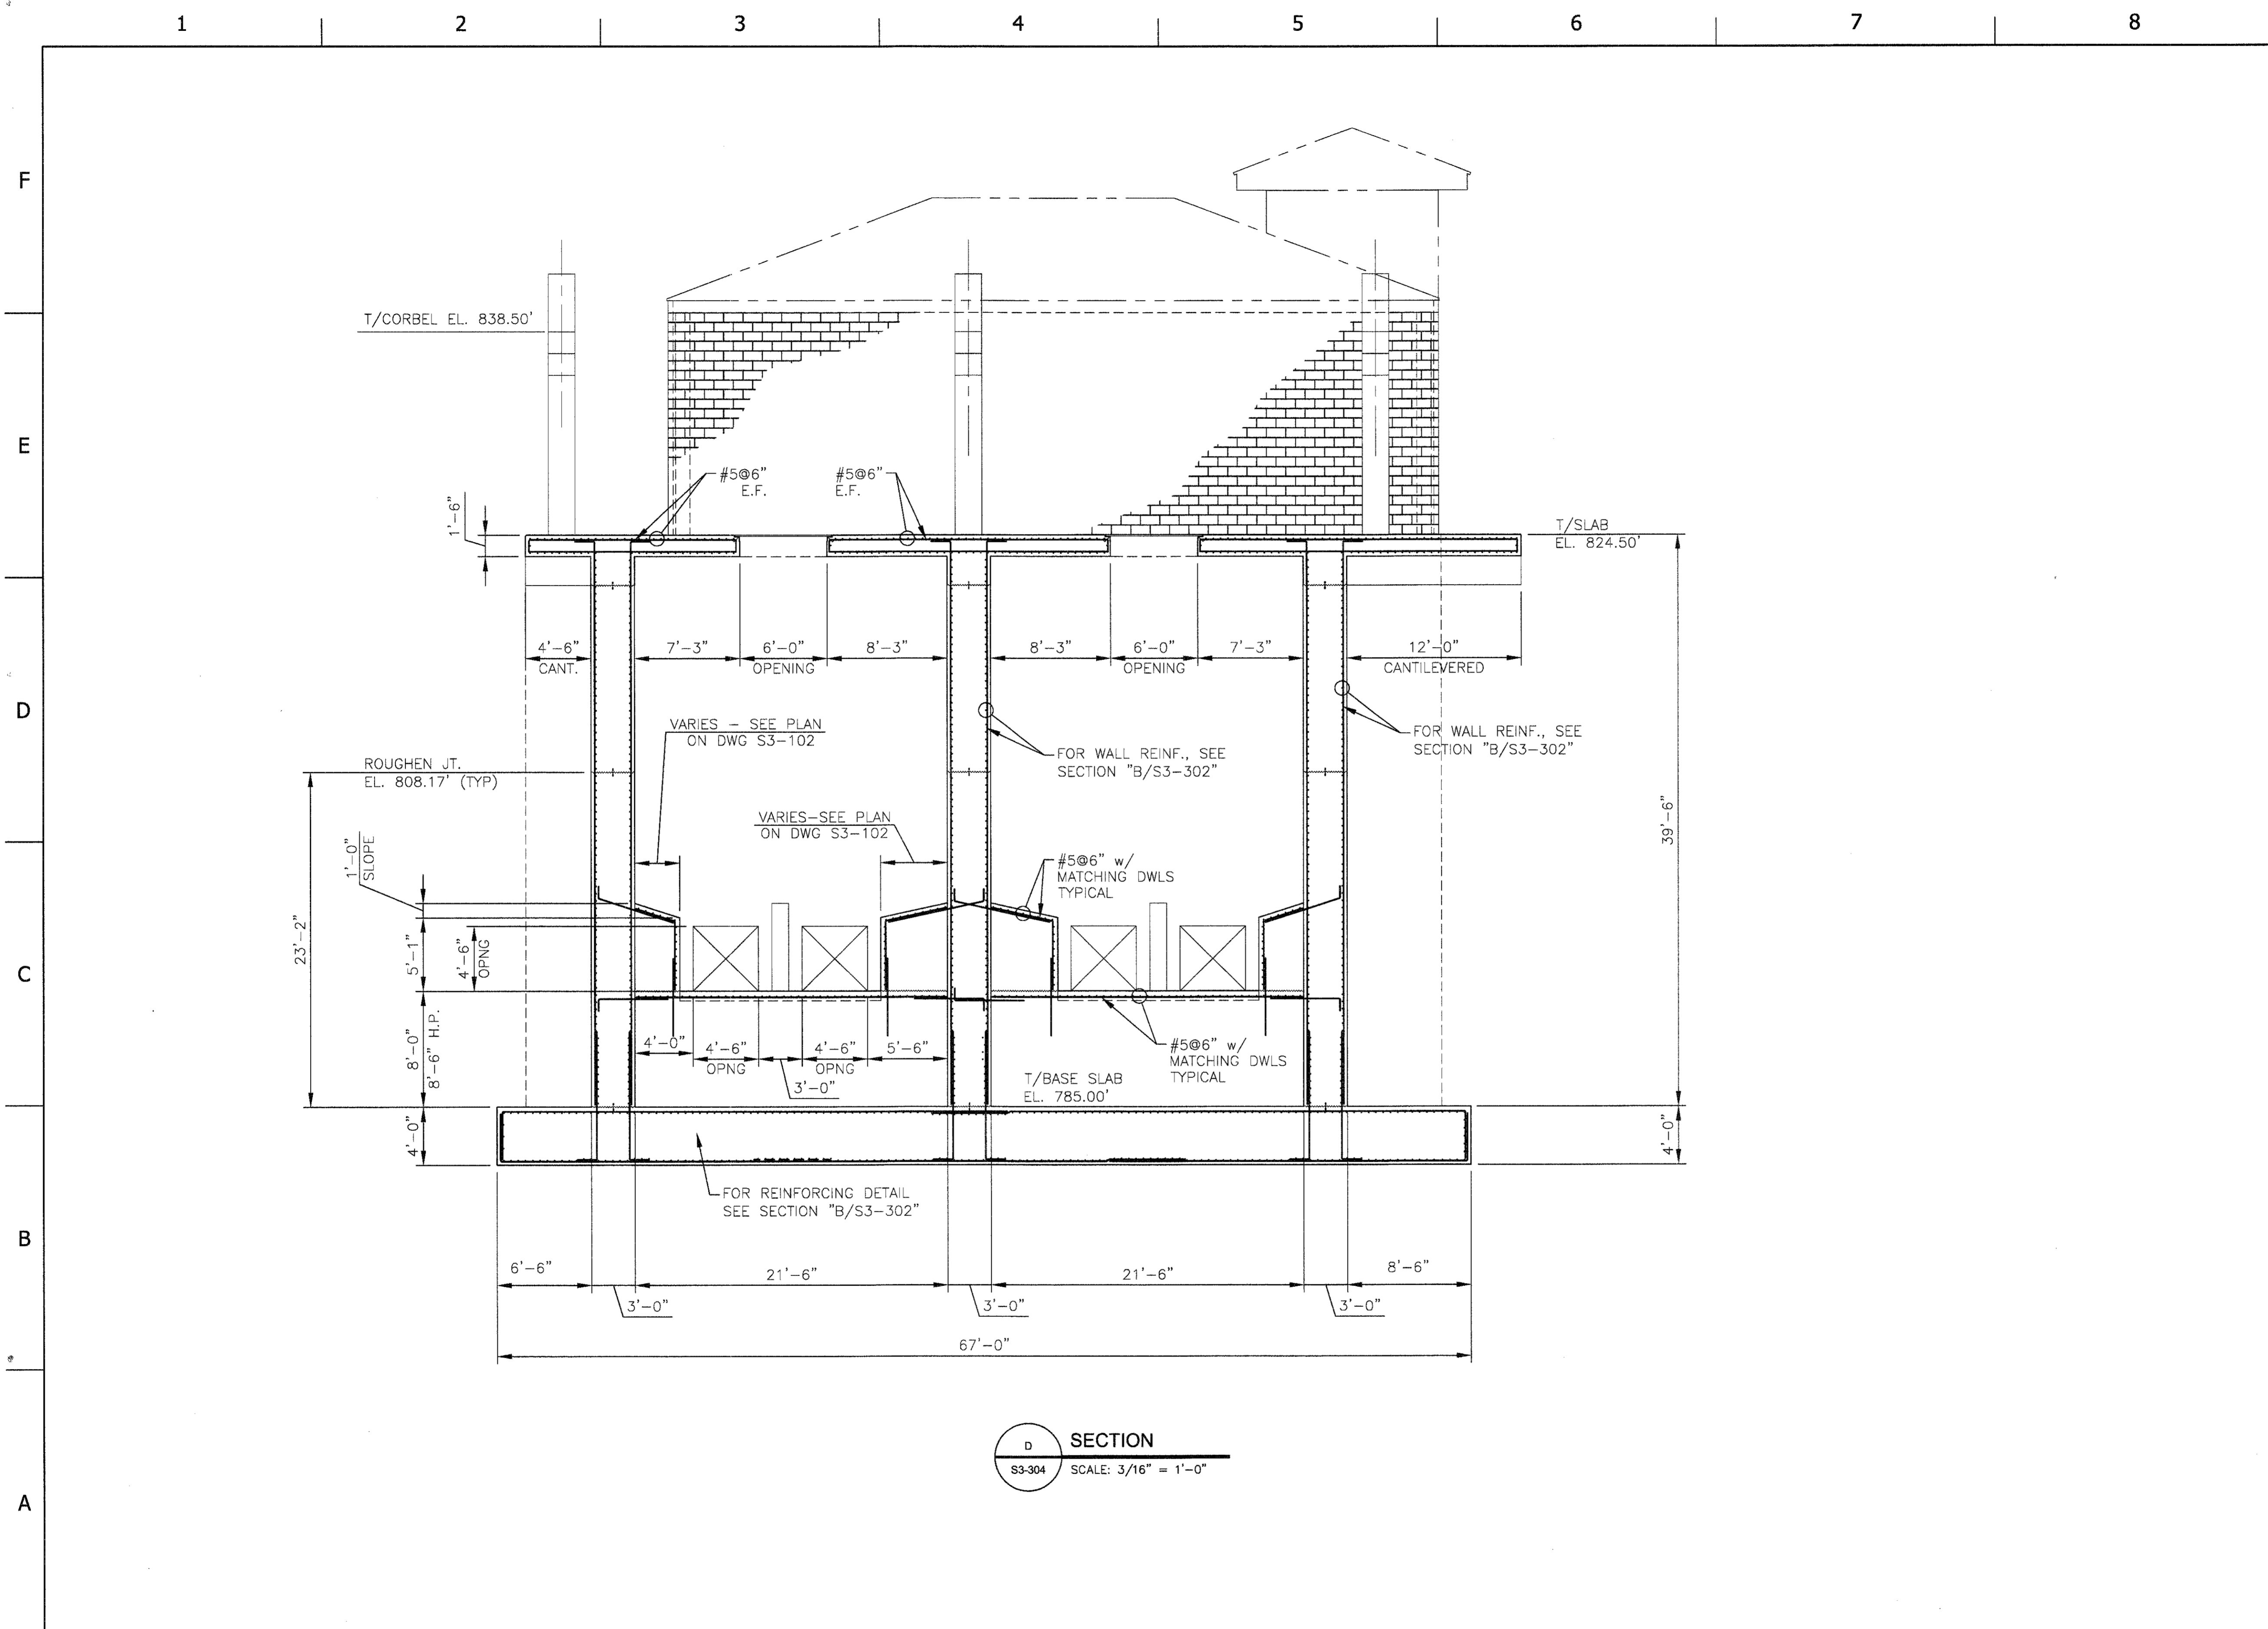 1 2 3 4 5 6 7 8
F
E
D
C
B
A
T/CORBEL EL. 838.50'
#5@6"
E.F.
#5@6"
E.F.
1'-6"
T/SLAB
EL. 824.50'
4'-6"
CANT.
7'-3"
6'-0"
OPENING
8'-3"
8'-3"
6'-0"
OPENING
7'-3"
12'-0"
CANTILEVERED
VARIES - SEE PLAN
ON DWG S3-102
FOR WALL REINF., SEE
SECTION "B/S3-302"
FOR WALL REINF., SEE
SECTION "B/S3-302"
ROUGHEN JT.
EL. 808.17' (TYP)
VARIES-SEE PLAN
ON DWG S3-102
39'-6"
1'-0"
SLOPE
#5@6" w/
MATCHING DWLS
TYPICAL
23'-2"
5'-1"
4'-6"
OPNG
8'-0"
8'-6" H.P.
4'-0"
4'-6"
OPNG
3'-0"
4'-6"
OPNG
5'-6"
#5@6" w/
MATCHING DWLS
TYPICAL
T/BASE SLAB
EL. 785.00'
4'-0"
4'-0"
FOR REINFORCING DETAIL
SEE SECTION "B/S3-302"
6'-6"
21'-6"
21'-6"
8'-6"
3'-0"
3'-0"
3'-0"
67'-0"
D
S3-304
SECTION
SCALE: 3/16" = 1'-0"